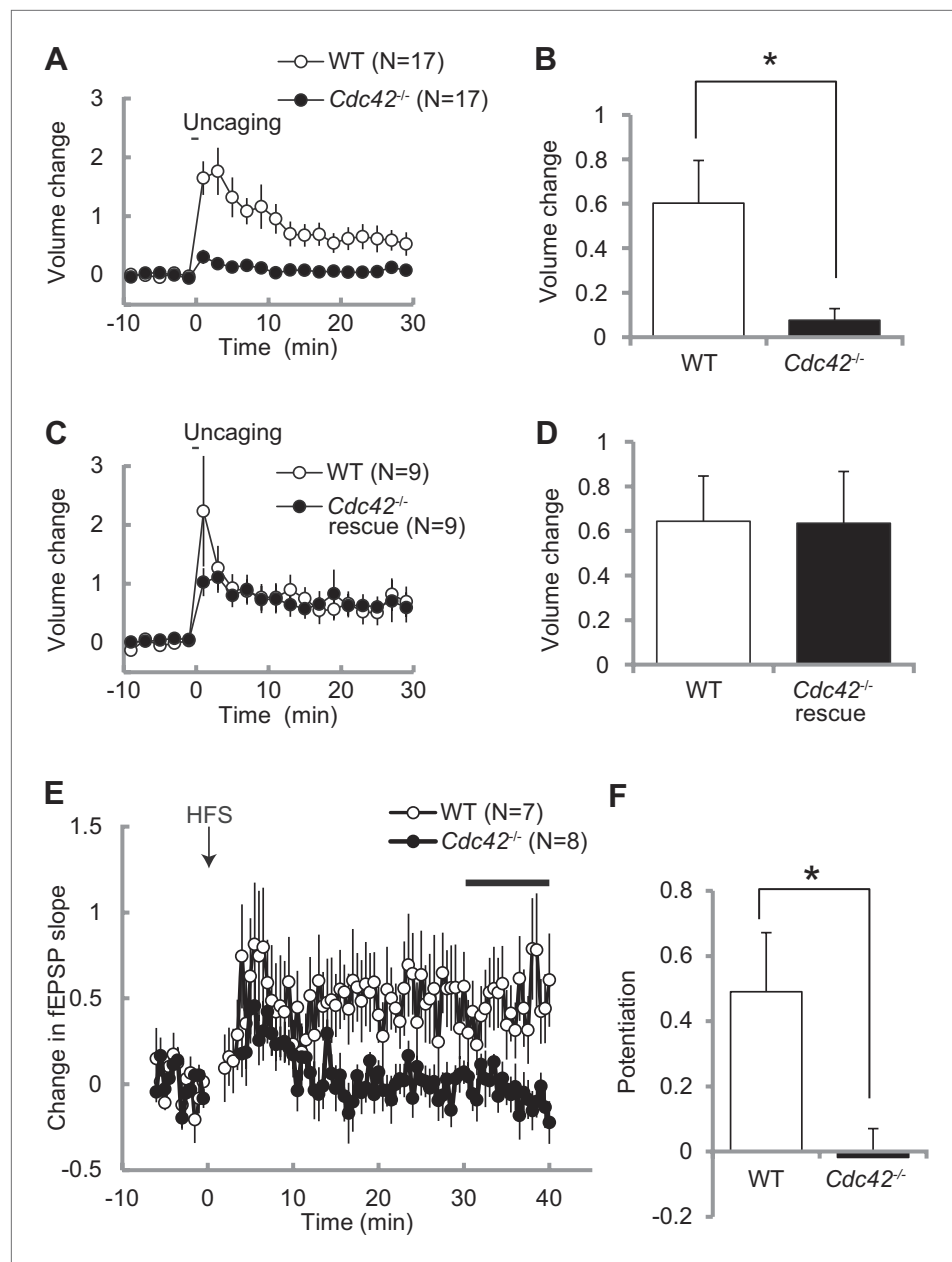 A
WT (N=17)
Cdc42-/- (N=17)
Uncaging
Volume change
3
2
1
0
-10 0 10 20 30
Time (min)
B
*
Volume change
1
0.8
0.6
0.4
0.2
0
WT Cdc42-/-
C
Uncaging
WT (N=9)
Cdc42-/-
rescue (N=9)
Volume change
3
2
1
0
-10 0 10 20 30
Time (min)
D
Volume change
1
0.8
0.6
0.4
0.2
0
WT Cdc42-/-
rescue
E
HFS
WT (N=7)
Cdc42-/- (N=8)
Change in fEPSP slope
1.5
1
0.5
0
-0.5
-10 0 10 20 30 40
Time (min)
F
*
Potentiation
0.8
0.6
0.4
0.2
0
-0.2
WT Cdc42-/-